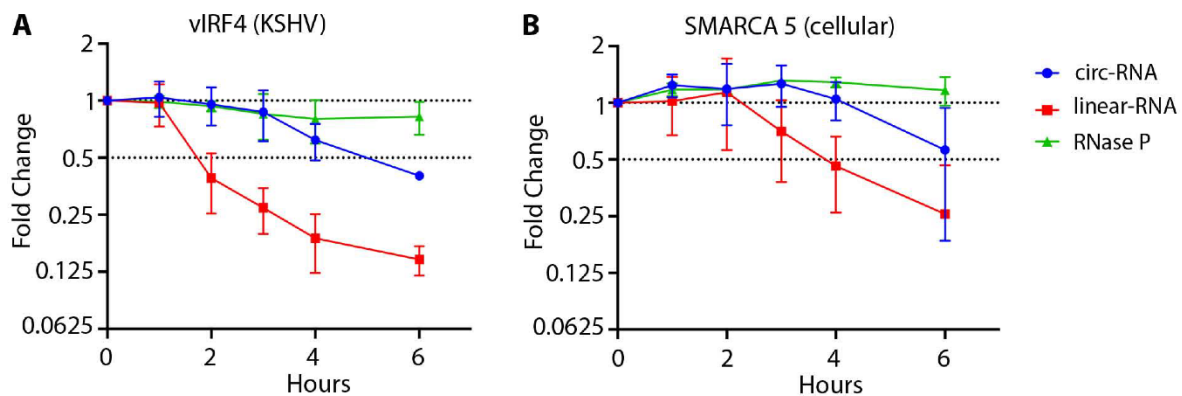 A
vIRF4 (KSHV)
2
1
0.5
0.25
0.125
0.0625
Fold Change
0
2
4
6
Hours
B
SMARCA 5 (cellular)
2
1
0.5
0.25
0.125
0.0625
Fold Change
0
2
4
6
Hours
circ-RNA
linear-RNA
RNase P